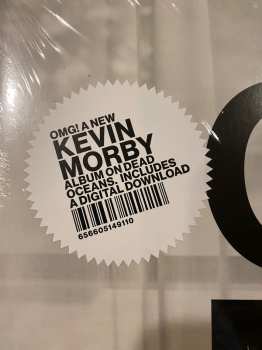 OMG! A NEW
KEVIN
MORBY
ALBUM ON DEAD
OCEANS, INCLUDES
A DIGITAL DOWNLOAD
656605149110